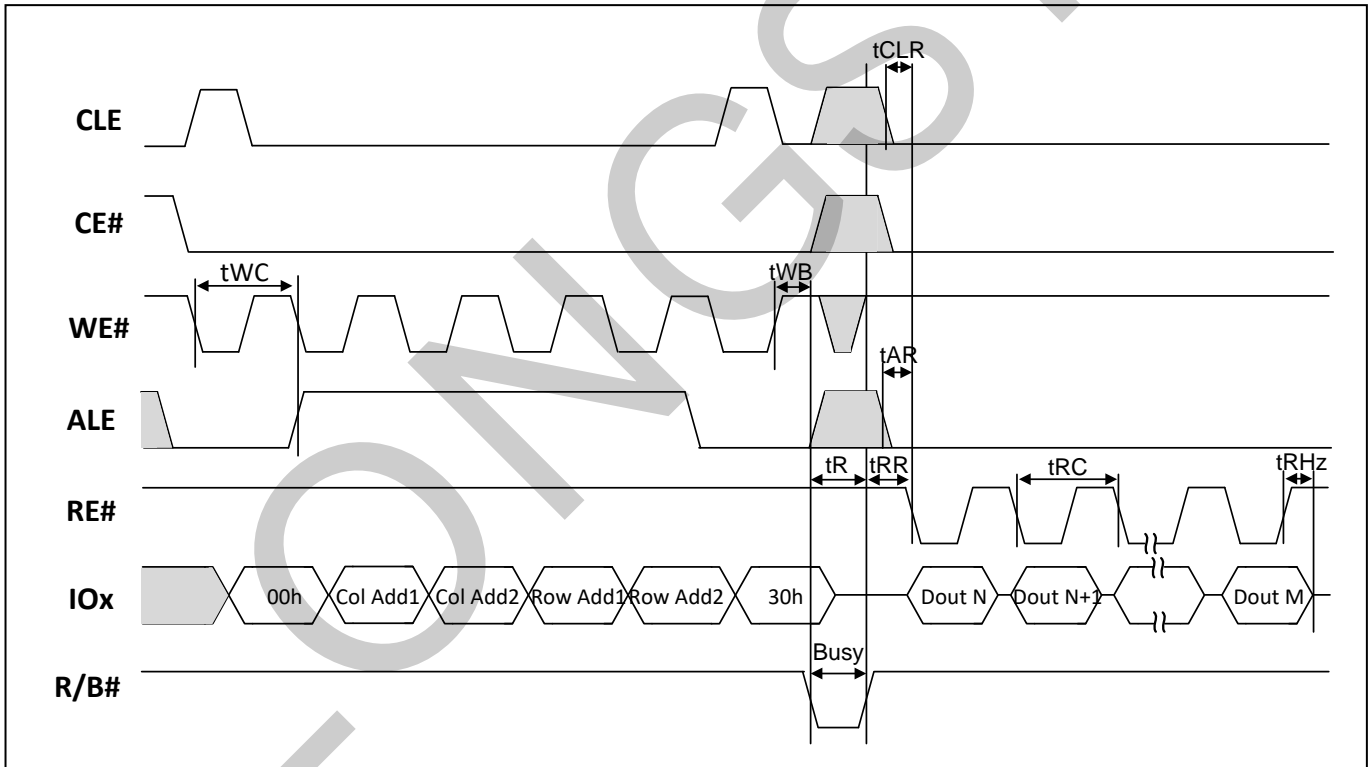 tCLR
CLE
CE#
tWC
tWB
WE#
tAR
ALE
tR tRR tRC tRHz
RE#
IOx 00h Col Add1 Col Add2 Row Add1 Row Add2 30h Dout N Dout N+1 Dout M
Busy
R/B#